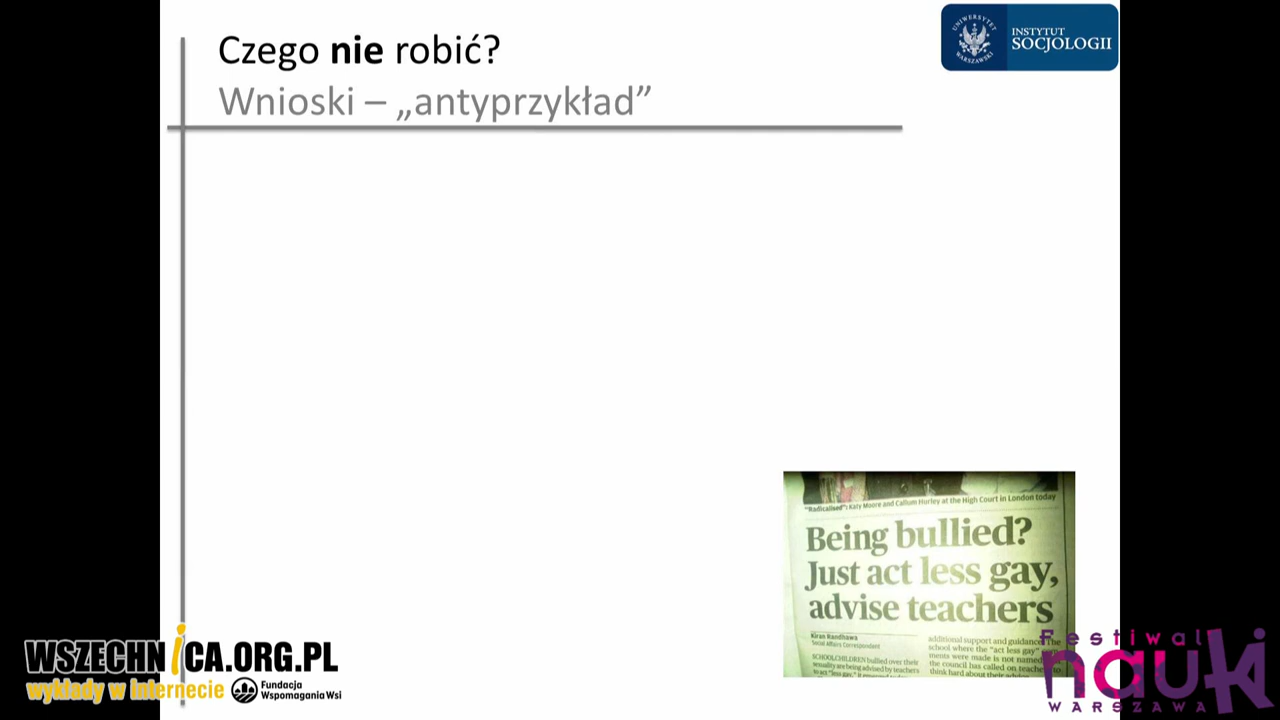 Czego nie robić?
Wnioski – „antyprzykład”
UNIWERSYTET
WARSZAWSKI
INSTYTUT
SOCJOLOGII
"Radicalised": Katy Moore and Callum Hurley at the High Court in London today
Being bullied?
Just act less gay,
advise teachers
Kiran Randhawa
Social Affairs Correspondent
SCHOOLCHILDREN bullied over their
sexuality are being advised by teachers
to act "less gay,"
additional support and guidance. The
school where the "act less gay"
ments were made is not named
the council has called on
think hard about their
WSZECHNICA.ORG.PL
wykłady w internecie
Fundacja
Wspomagania Wsi
Festiwal
nauki
WARSZAWA